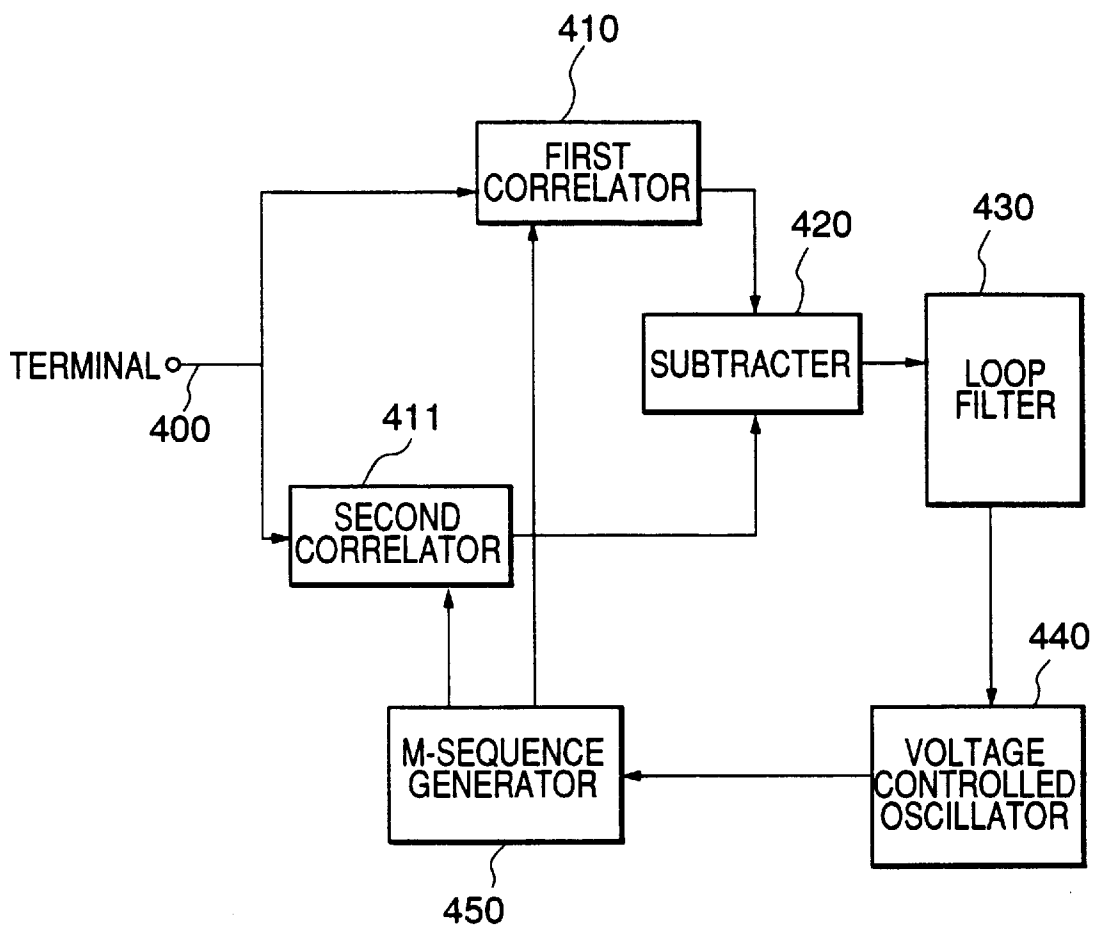 410
FIRST
CORRELATOR
420
430
SUBTRACTER
LOOP
FILTER
TERMINAL
400
411
SECOND
CORRELATOR
440
M-SEQUENCE
GENERATOR
VOLTAGE
CONTROLLED
OSCILLATOR
450